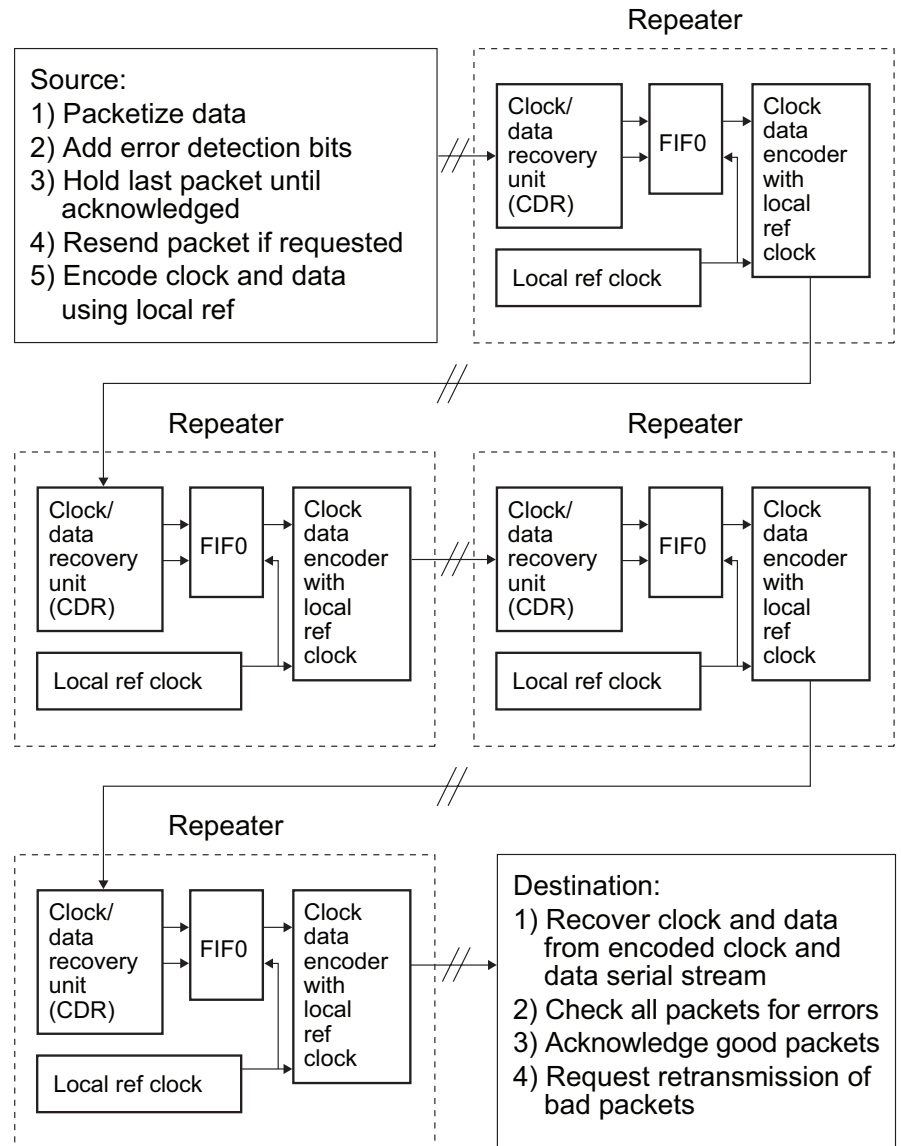 Repeater
Source:
1) Packetize data
2) Add error detection bits
3) Hold last packet until
acknowledged
4) Resend packet if requested
5) Encode clock and data
using local ref
Clock/
data
recovery
unit
(CDR)
FIF0
Clock
data
encoder
with
local
ref
clock
Local ref clock
Repeater
Clock/
data
recovery
unit
(CDR)
FIF0
Clock
data
encoder
with
local
ref
clock
Local ref clock
Repeater
Clock/
data
recovery
unit
(CDR)
FIF0
Clock
data
encoder
with
local
ref
clock
Local ref clock
Repeater
Clock/
data
recovery
unit
(CDR)
FIF0
Clock
data
encoder
with
local
ref
clock
Local ref clock
Destination:
1) Recover clock and data
from encoded clock and
data serial stream
2) Check all packets for errors
3) Acknowledge good packets
4) Request retransmission of
bad packets